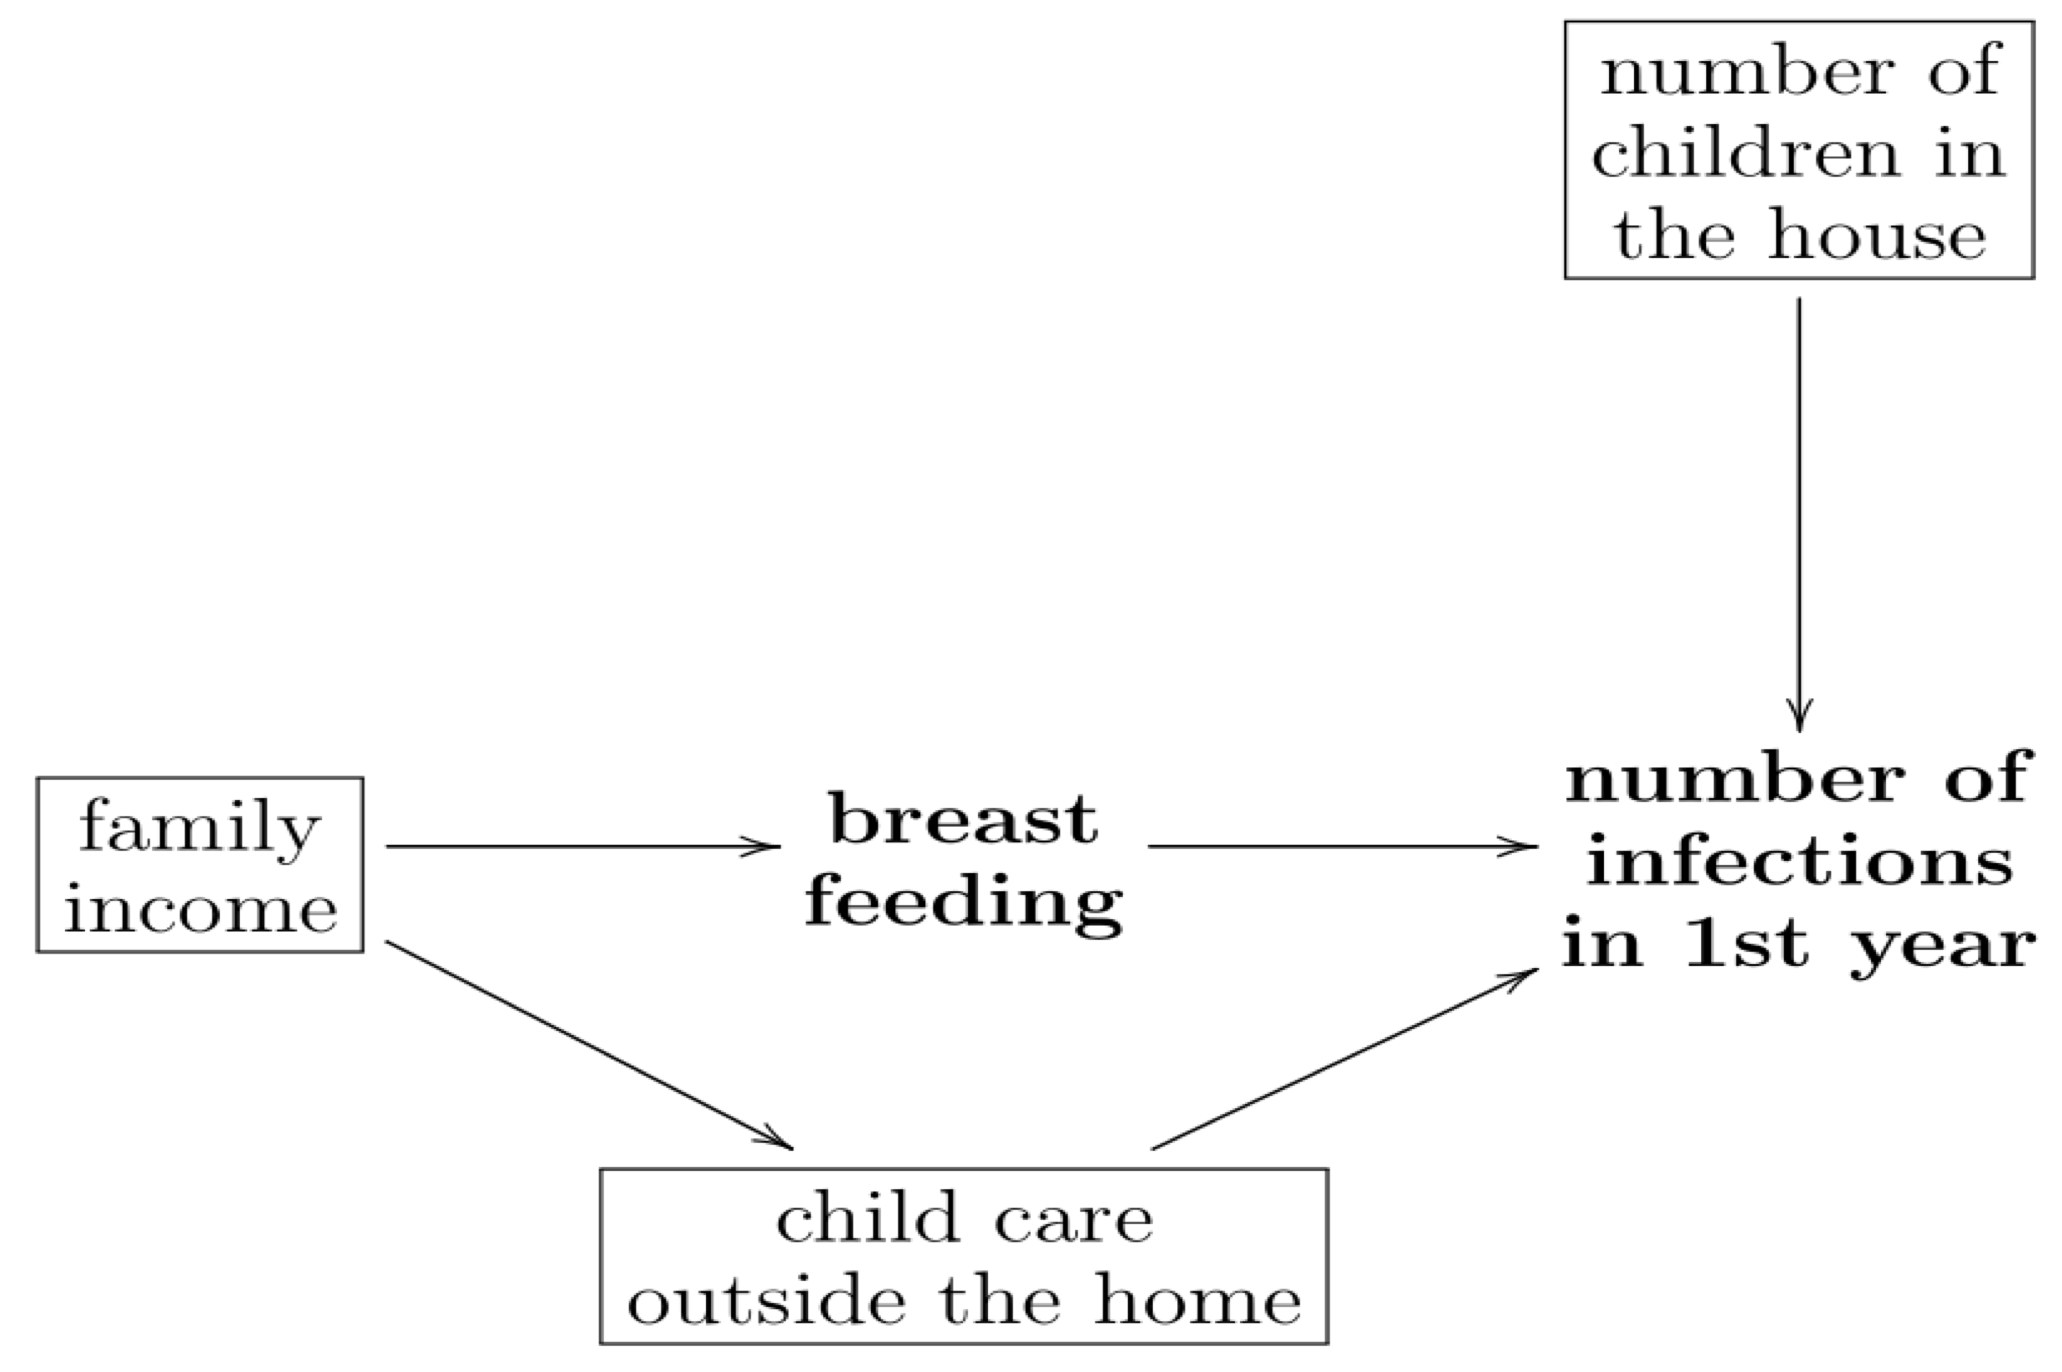 number of
children in
the house
family
income
breast
feeding
number of
infections
in 1st year
child care
outside the home